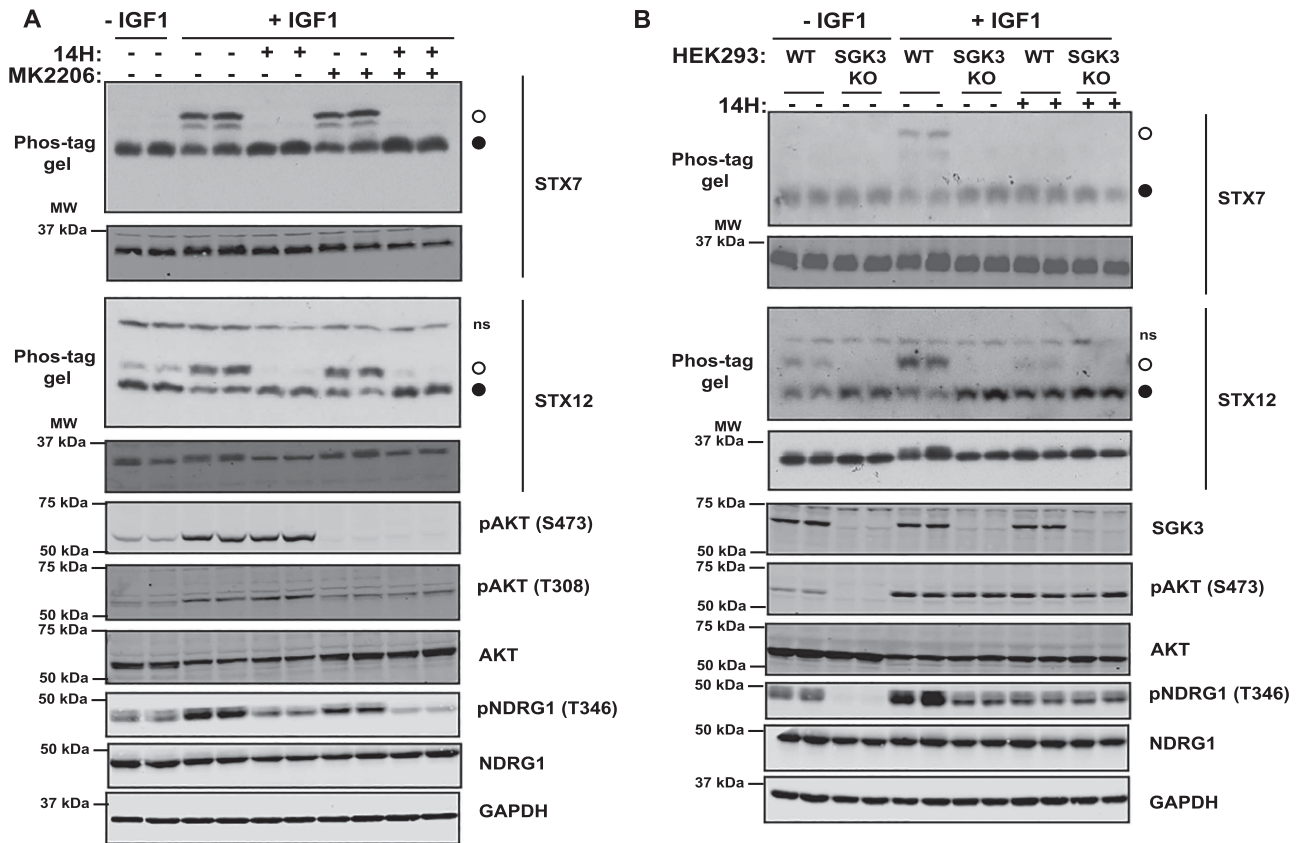 A
- IGF1 + IGF1
14H: - - - - + + - - + +
MK2206: - - - - - - + + + +
Phos-tag
gel
STX7
MW
37 kDa
ns
Phos-tag
gel
STX12
MW
37 kDa
75 kDa
pAKT (S473)
50 kDa
75 kDa
pAKT (T308)
50 kDa
75 kDa
AKT
50 kDa
50 kDa
pNDRG1 (T346)
50 kDa
NDRG1
37 kDa
GAPDH
B
- IGF1 + IGF1
HEK293: WT SGK3 WT SGK3 WT SGK3
KO KO KO
14H: - - - - - - - - + + + +
Phos-tag
gel
STX7
MW
37 kDa
ns
Phos-tag
gel
STX12
MW
37 kDa
75 kDa
SGK3
50 kDa
75 kDa
pAKT (S473)
50 kDa
75 kDa
AKT
50 kDa
50 kDa
pNDRG1 (T346)
50 kDa
NDRG1
37 kDa
GAPDH